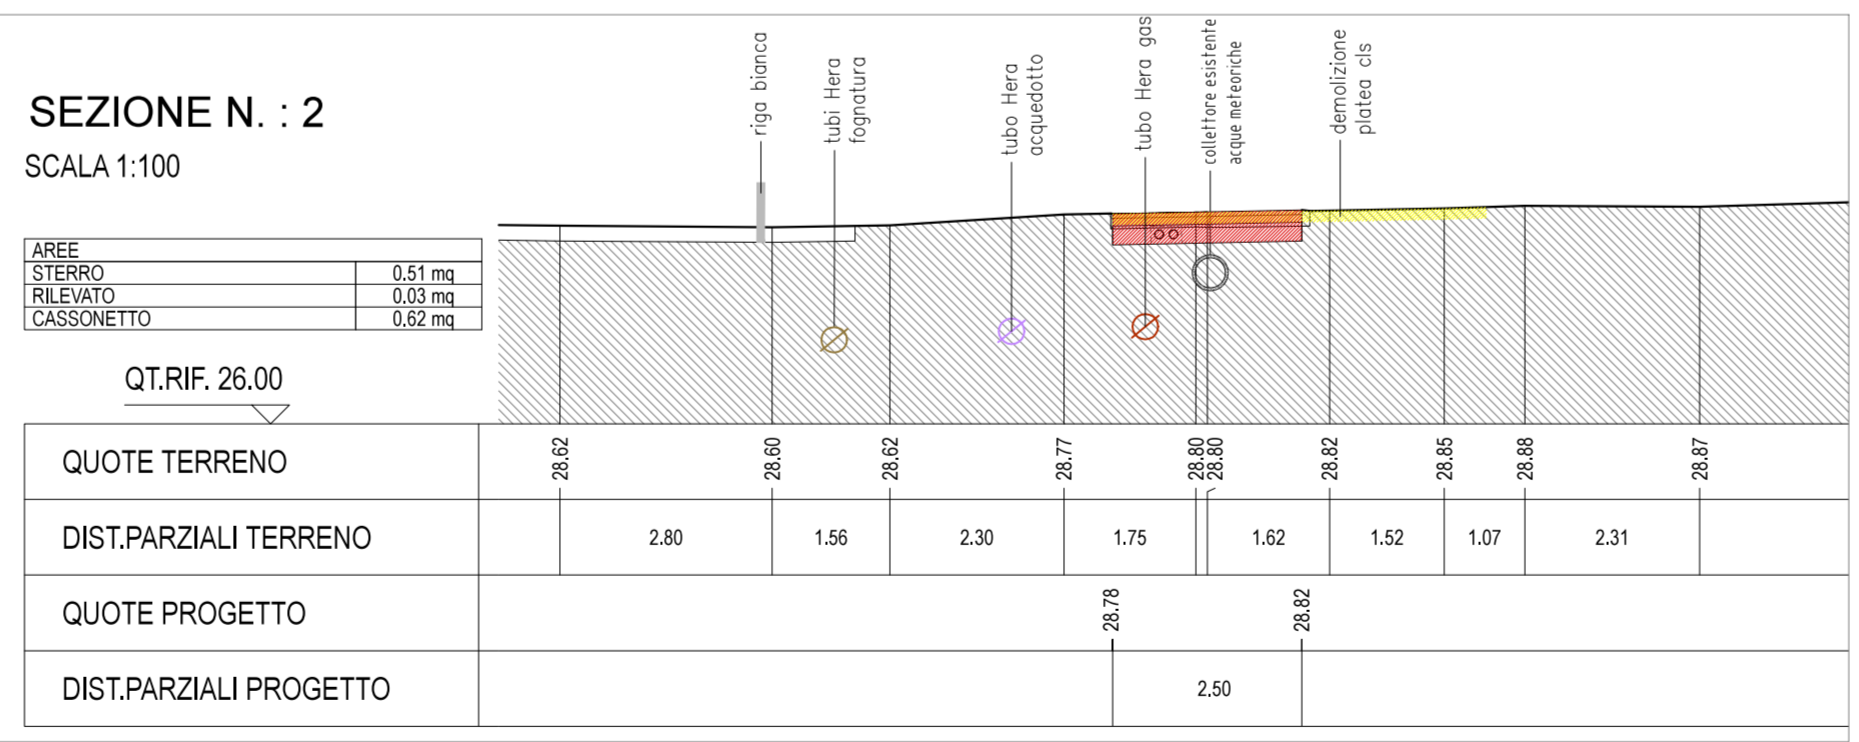 riga bianca
tubi Hera
fognatura
tubo Hera
acquedotto
tubo Hera gas
collettore esistente
acque meteoriche
demolizione
platea cls
SEZIONE N. : 2
SCALA 1:100
AREE
STERRO 0.51 mq
RILEVATO 0.03 mq
CASSONETTO 0.62 mq
QT.RIF. 26.00
QUOTE TERRENO 28.62 28.60 28.62 28.77 28.80 28.80 28.82 28.85 28.88 28.87
DIST.PARZIALI TERRENO 2.80 1.56 2.30 1.75 1.62 1.52 1.07 2.31
QUOTE PROGETTO 28.78 28.82
DIST.PARZIALI PROGETTO 2.50